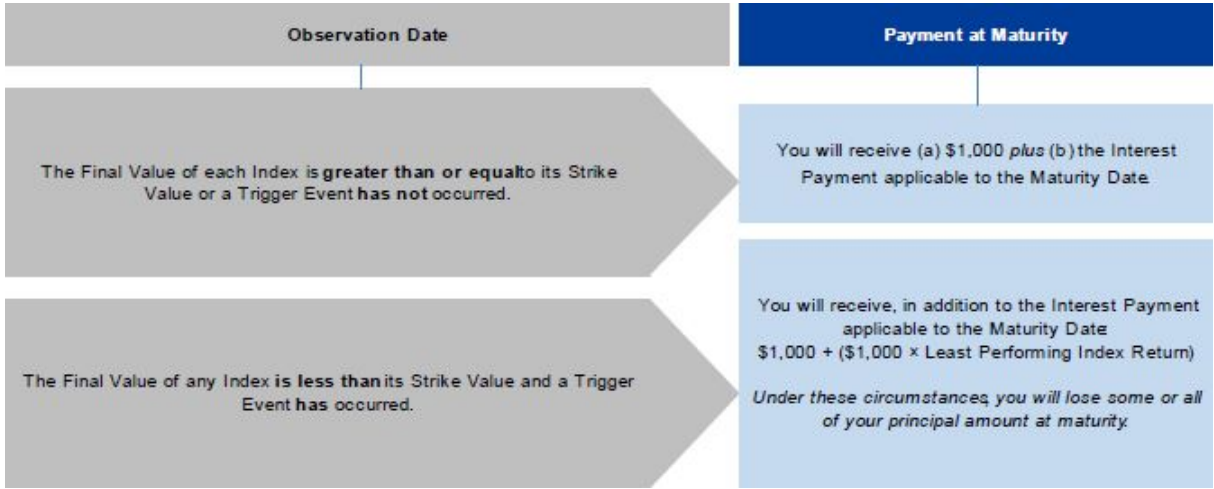 Observation Date
Payment at Maturity
The Final Value of each Index is greater than or equalto its Strike
Value or a Trigger Event has not occurred.
You will receive (a) $1,000 plus (b) the Interest
Payment applicable to the Maturity Date.
The Final Value of any Index is less than its Strike Value and a Trigger
Event has occurred.
You will receive, in addition to the Interest Payment
applicable to the Maturity Date:
$1,000 + ($1,000 × Least Performing Index Return)
Under these circumstances, you will lose some or all
of your principal amount at maturity.